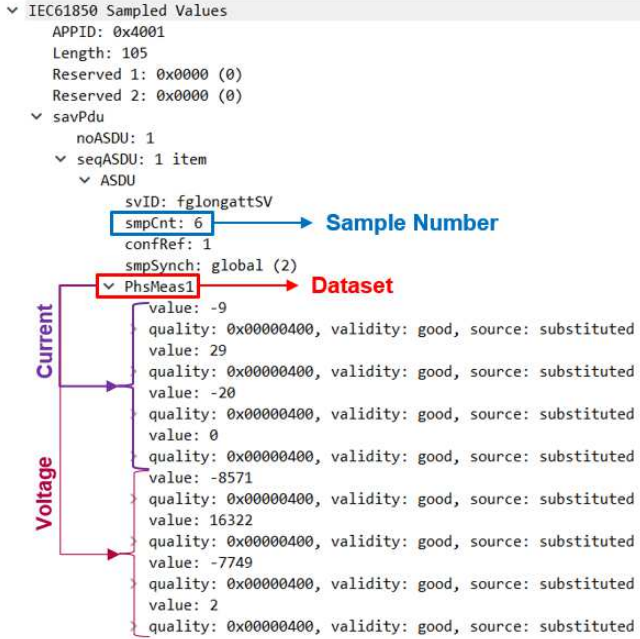 IEC61850 Sampled Values
APPID: 0x4001
Length: 105
Reserved 1: 0x0000 (0)
Reserved 2: 0x0000 (0)
savPdu
noASDU: 1
seqASDU: 1 item
ASDU
svID: fglongattSV
smpCnt: 6
Sample Number
confRef: 1
smpSynch: global (2)
PhsMeas1
Dataset
Current
value: -9
quality: 0x00000400, validity: good, source: substituted
value: 29
quality: 0x00000400, validity: good, source: substituted
value: -20
quality: 0x00000400, validity: good, source: substituted
value: 0
quality: 0x00000400, validity: good, source: substituted
Voltage
value: -8571
quality: 0x00000400, validity: good, source: substituted
value: 16322
quality: 0x00000400, validity: good, source: substituted
value: -7749
quality: 0x00000400, validity: good, source: substituted
value: 2
quality: 0x00000400, validity: good, source: substituted